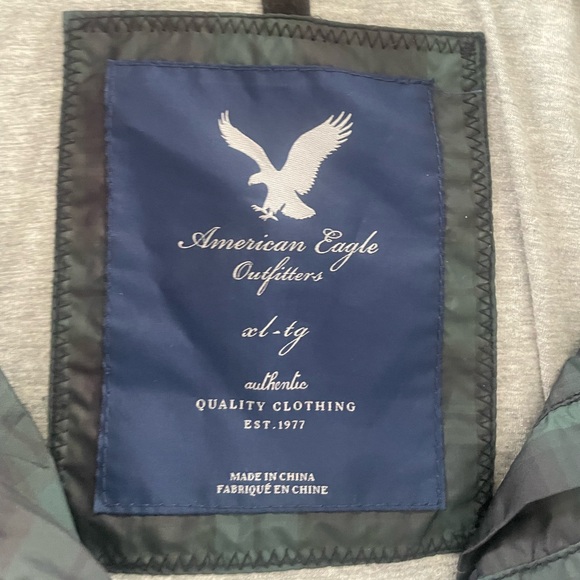 American Eagle
Outfitters
xl-tg
authentic
QUALITY CLOTHING
EST. 1977
MADE IN CHINA
FABRIQUÉ EN CHINE